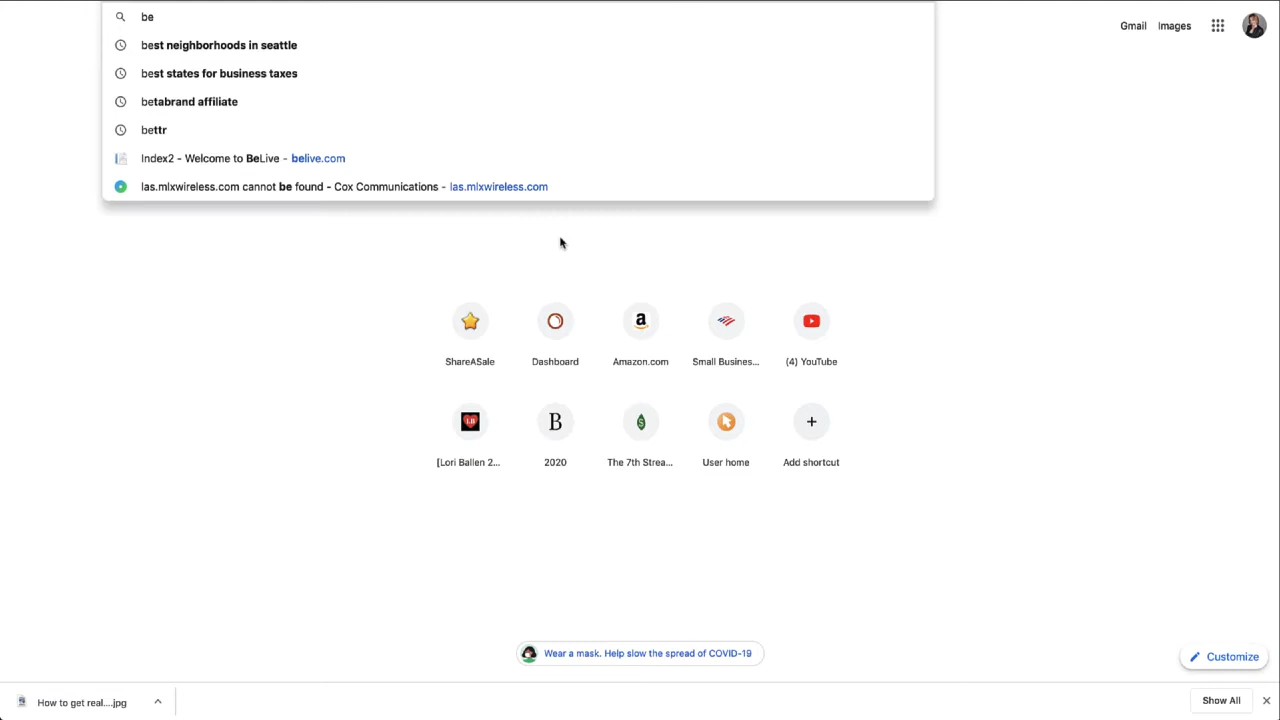 be
Gmail Images
best neighborhoods in seattle
best states for business taxes
betabrand affiliate
bettr
Index2 - Welcome to BeLive - belive.com
las.mlxwireless.com cannot be found - Cox Communications - las.mlxwireless.com
a
ShareASale Dashboard Amazon.com Small Busines... (4) YouTube
LB B S +
[Lori Ballen 2... 2020 The 7th Strea... User home Add shortcut
Wear a mask. Help slow the spread of COVID-19
Customize
How to get real....jpg
Show All